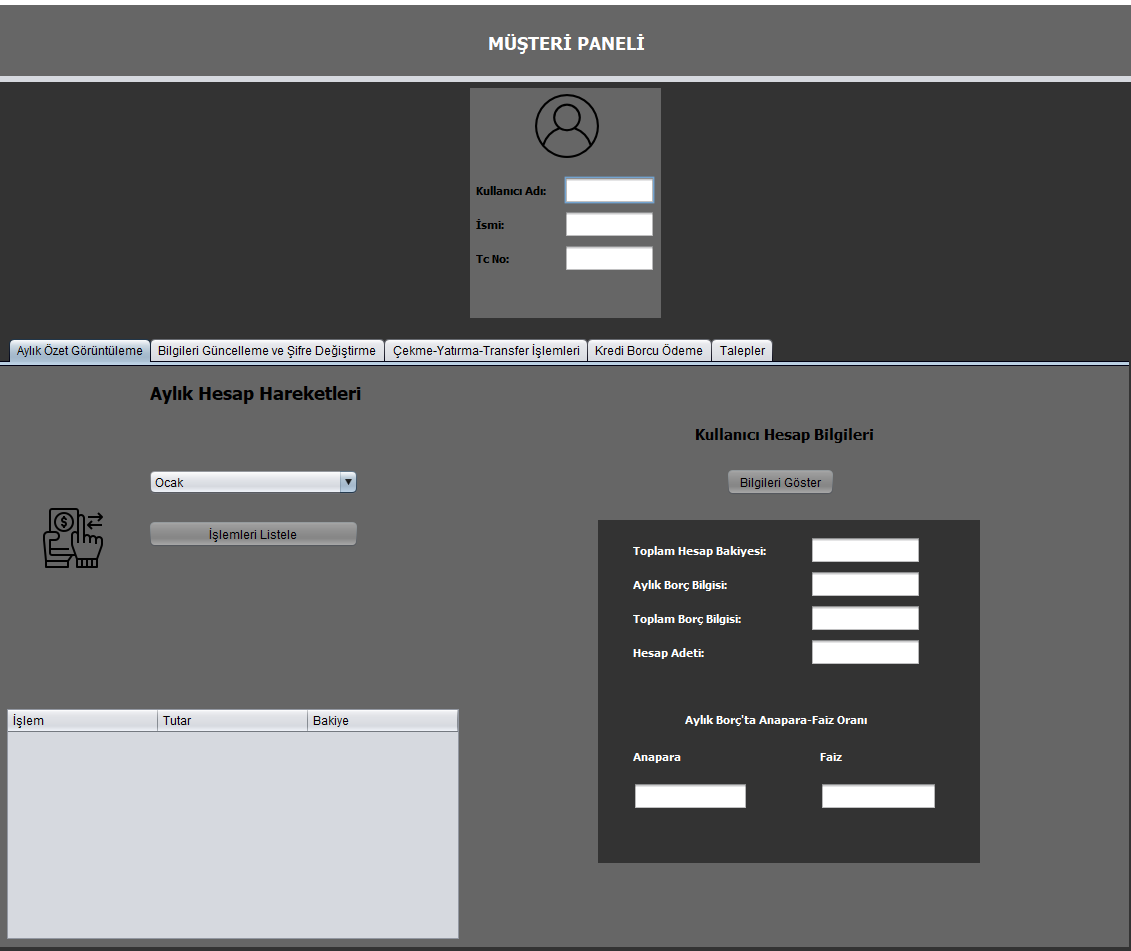 MÜŞTERİ PANELİ
Kullanıcı Adı:
İsmi:
Tc No:
Aylık Özet Görüntüleme Bilgileri Güncelleme ve Şifre Değiştirme Çekme-Yatırma-Transfer İşlemleri Kredi Borcu Ödeme Talepler
Aylık Hesap Hareketleri
Ocak
İşlemleri Listele
$
İşlem Tutar Bakiye
Kullanıcı Hesap Bilgileri
Bilgileri Göster
Toplam Hesap Bakiyesi:
Aylık Borç Bilgisi:
Toplam Borç Bilgisi:
Hesap Adeti:
Aylık Borç'ta Anapara-Faiz Oranı
Anapara Faiz